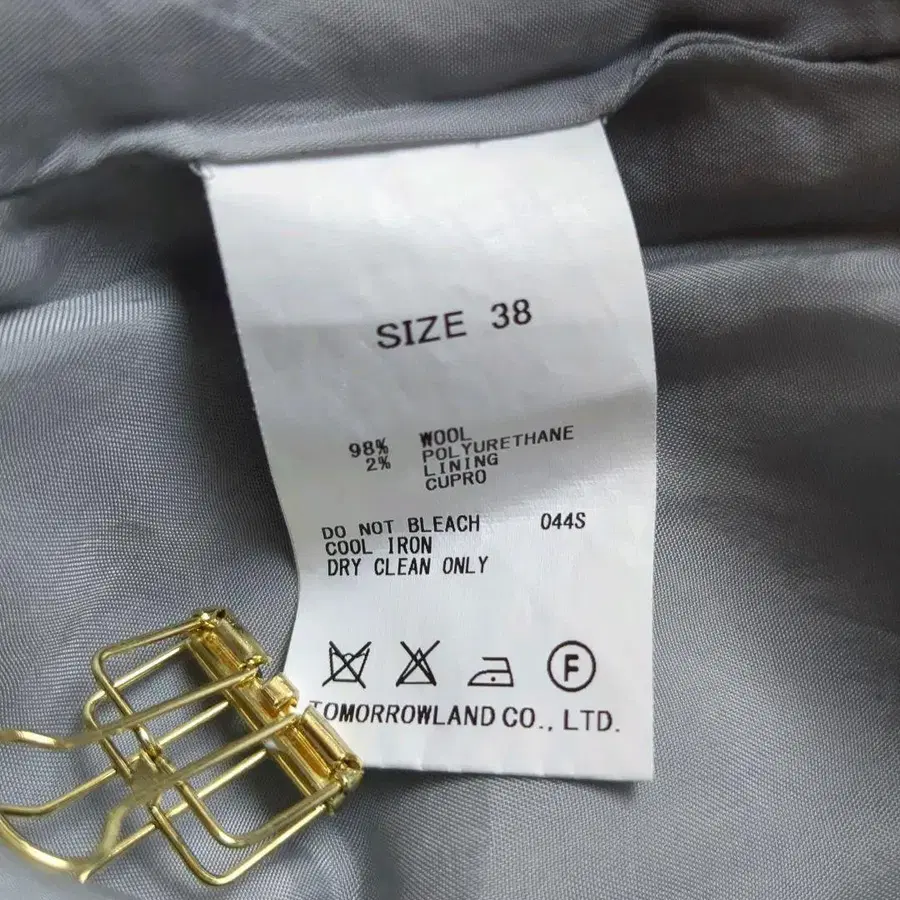 SIZE 38
98% WOOL
2% POLYURETHANE
LINING
CUPRO
DO NOT BLEACH 044S
COOL IRON
DRY CLEAN ONLY
F
TOMORROWLAND CO., LTD.